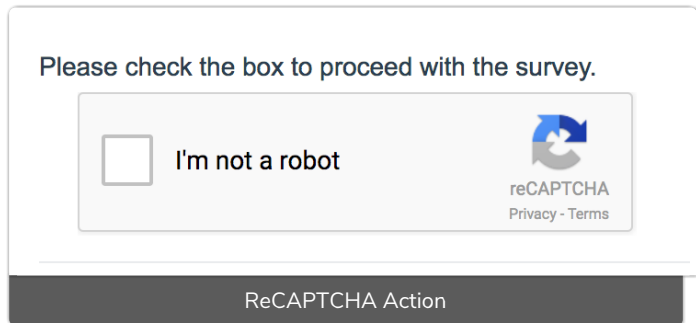 Please check the box to proceed with the survey.
I'm not a robot
reCAPTCHA
Privacy - Terms
ReCAPTCHA Action